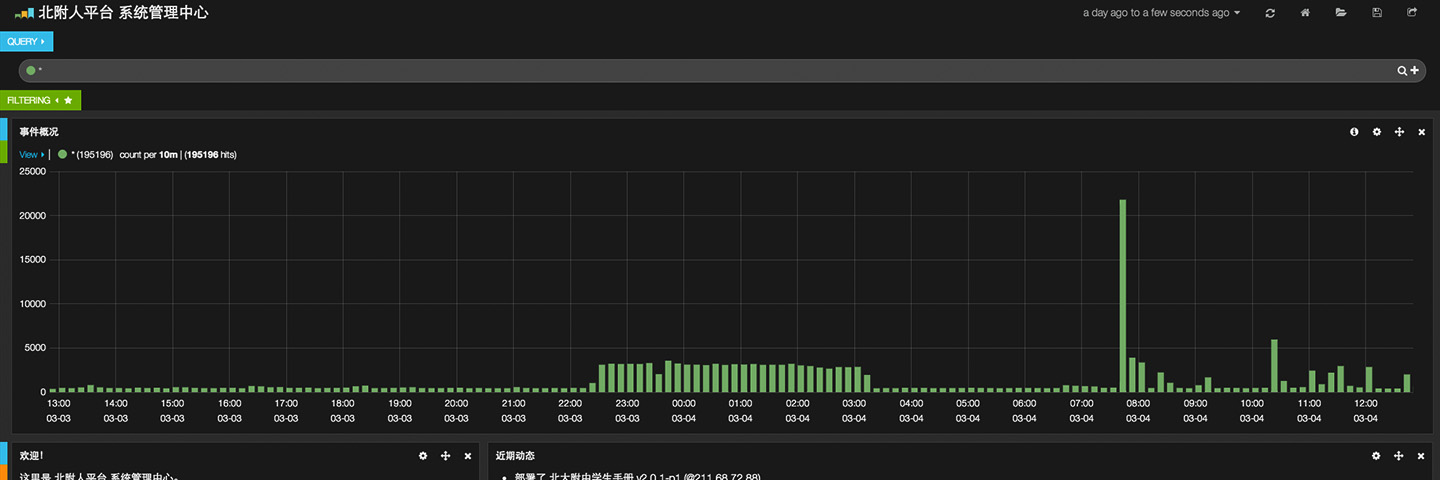 北附人平台 系统管理中心
a day ago to a few seconds ago
QUERY
*
FILTERING
事件概况
View | * (195196) count per 10m | (195196 hits)
25000
20000
15000
10000
5000
0
13:00 14:00 15:00 16:00 17:00 18:00 19:00 20:00 21:00 22:00 23:00 00:00 01:00 02:00 03:00 04:00 05:00 06:00 07:00 08:00 09:00 10:00 11:00 12:00
03-03 03-03 03-03 03-03 03-03 03-03 03-03 03-03 03-03 03-03 03-03 03-04 03-04 03-04 03-04 03-04 03-04 03-04 03-04 03-04 03-04 03-04 03-04 03-04
欢迎！
这里是 北附人平台 系统管理中心。
近期动态
部署了 北大附中学生手册 v2.0.1-p1 (@211.68.72.88)